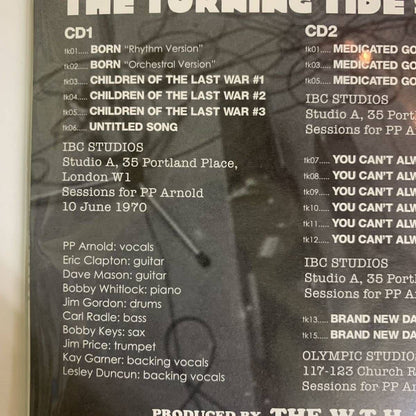 THE TURNING TIDE
CD1
tk01..... BORN "Rhythm Version"
tk02..... BORN "Orchestral Version"
tk03..... CHILDREN OF THE LAST WAR #1
tk04..... CHILDREN OF THE LAST WAR #2
tk05..... CHILDREN OF THE LAST WAR #3
tk06..... UNTITLED SONG
IBC STUDIOS
Studio A, 35 Portland Place,
London W1
Sessions for PP Arnold
10 June 1970
PP Arnold: vocals
Eric Clapton: guitar
Dave Mason: guitar
Bobby Whitlock: piano
Jim Gordon: drums
Carl Radle: bass
Bobby Keys: sax
Jim Price: trumpet
Kay Garner: backing vocals
Lesley Duncun: backing vocals
CD2
tk01..... MEDICATED GO
tk03..... MEDICATED GO
tk05..... MEDICATED GO
IBC STUDIOS
Studio A, 35 Portl
Sessions for PP Arn
tk07..... YOU CAN'T ALW
tk08..... YOU CAN'T ALW
tk09..... YOU CAN'T ALW
tk10..... YOU CAN'T ALW
tk11..... YOU CAN'T ALW
tk12..... YOU CAN'T ALW
IBC STUDIOS
Studio A, 35 Port
Sessions for PP Ar
tk13..... BRAND NEW DA
tk15..... BRAND NEW DA
OLYMPIC STUDIO
117-123 Church R
Sessions for PP A
PRODUCED BY THE W.T.H